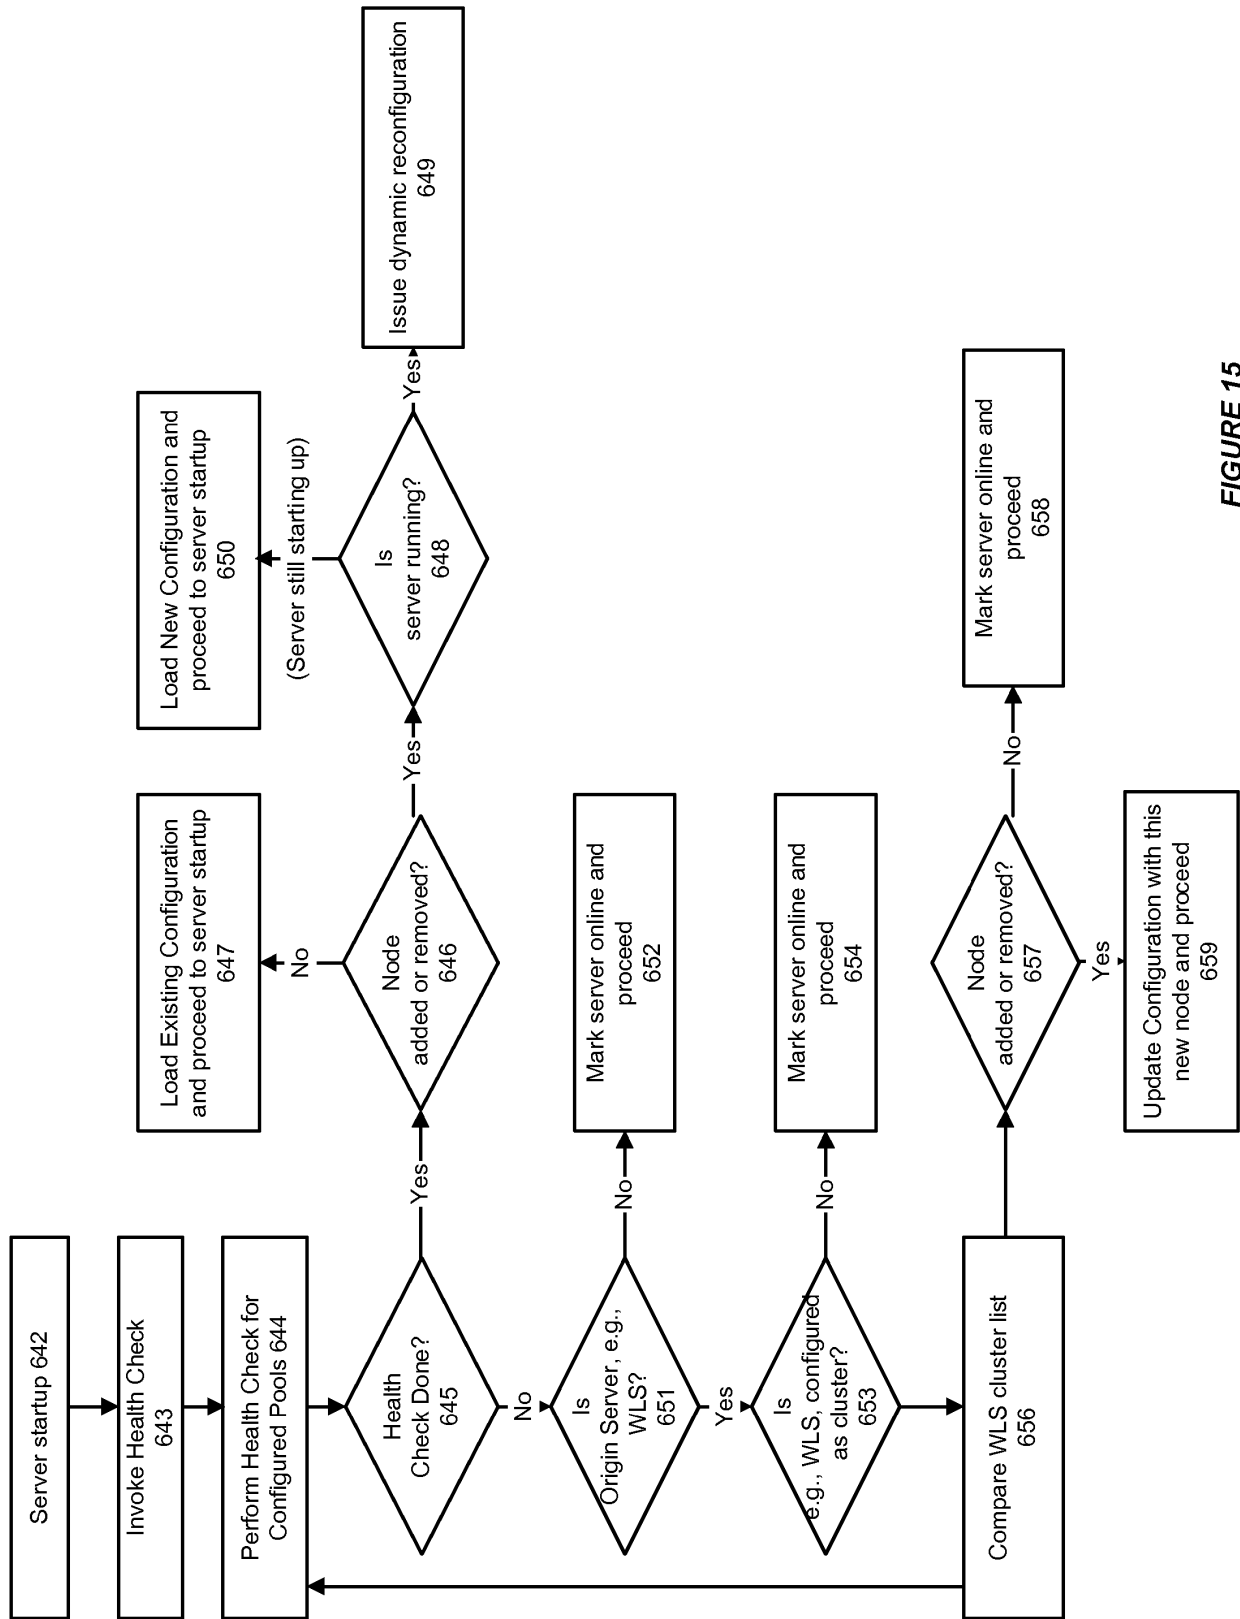 Server startup 642
Invoke Health Check
643
Perform Health Check for
Configured Pools 644
Health
Check Done?
645
Yes
No
Node
added or removed?
646
No
Yes
Load Existing Configuration
and proceed to server startup
647
Is
server running?
648
(Server still starting up)
Yes
Load New Configuration and
proceed to server startup
650
Issue dynamic reconfiguration
649
Is
Origin Server, e.g.,
WLS?
651
No
Yes
Mark server online and
proceed
652
Is
e.g., WLS, configured
as cluster?
653
No
Mark server online and
proceed
654
Compare WLS cluster list
656
Node
added or removed?
657
No
Yes
Mark server online and
proceed
658
Update Configuration with this
new node and proceed
659
FIGURE 15